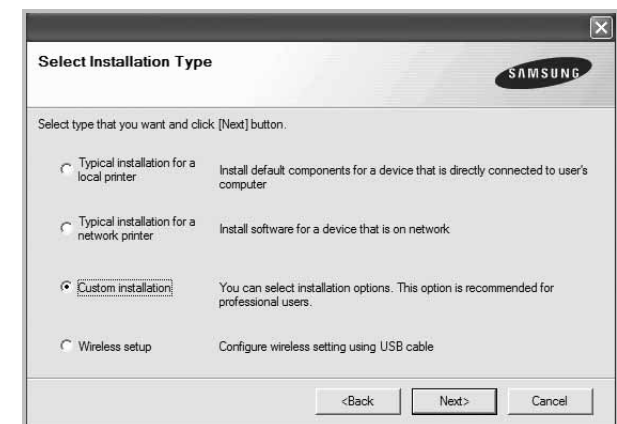 Select Installation Type
SAMSUNG
Select type that you want and click [Next] button.
Typical installation for a
local printer
Install default components for a device that is directly connected to user's
computer
Typical installation for a
network printer
Install software for a device that is on network
Custom installation
You can select installation options. This option is recommended for
professional users.
Wireless setup
Configure wireless setting using USB cable
<Back
Next>
Cancel